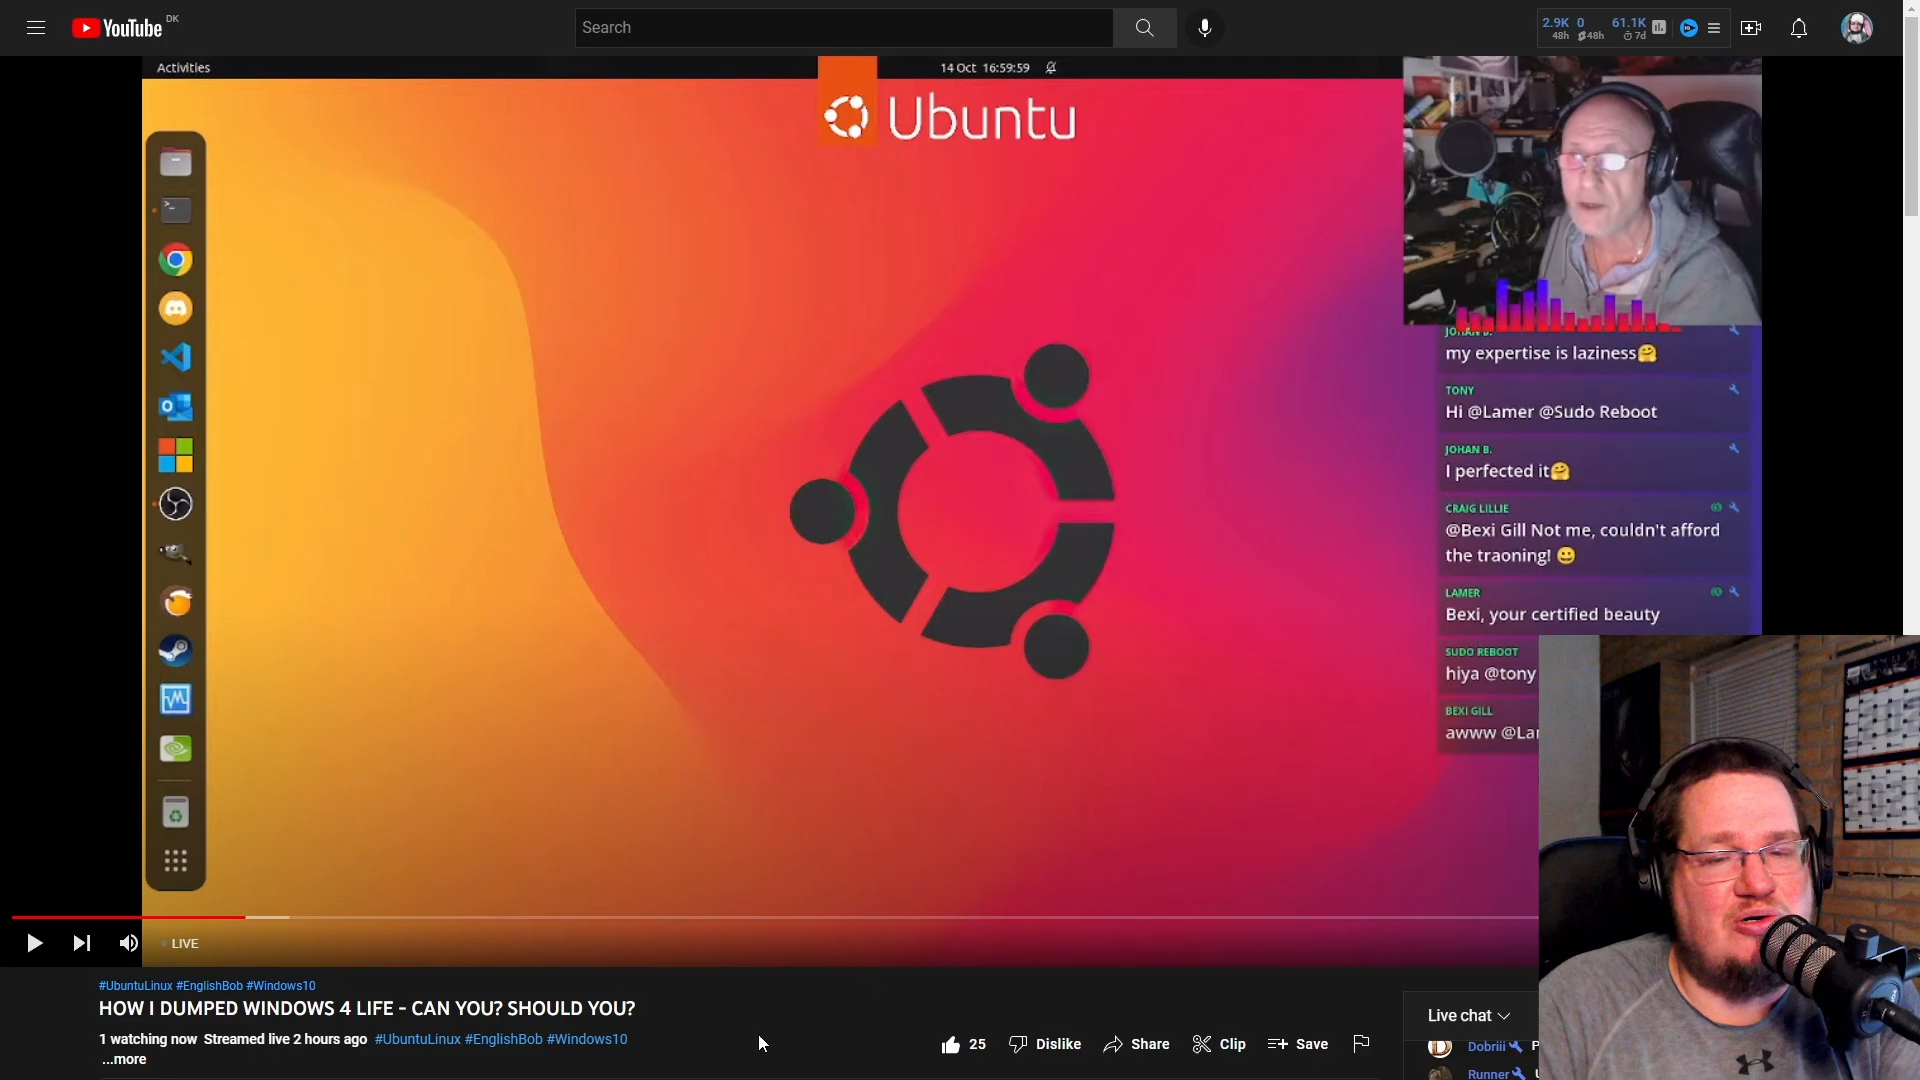 YouTube DK
Search
2.9K 0 61.1K
48h 48h 7d
Activities
14 Oct 16:59:59
Ubuntu
JOHAN B.
my expertise is laziness🤗
TONY
Hi @Lamer @Sudo Reboot
JOHAN B.
I perfected it🤗
CRAIG LILLIE
@Bexi Gill Not me, couldn't afford
the traoning! 😀
LAMER
Bexi, your certified beauty
SUDO REBOOT
hiya @tony
BEXI GILL
awww @Lar
LIVE
#UbuntuLinux #EnglishBob #Windows10
HOW I DUMPED WINDOWS 4 LIFE - CAN YOU? SHOULD YOU?
1 watching now Streamed live 2 hours ago #UbuntuLinux #EnglishBob #Windows10
...more
25 Dislike Share Clip Save
Live chat
Dobriii P
Runner